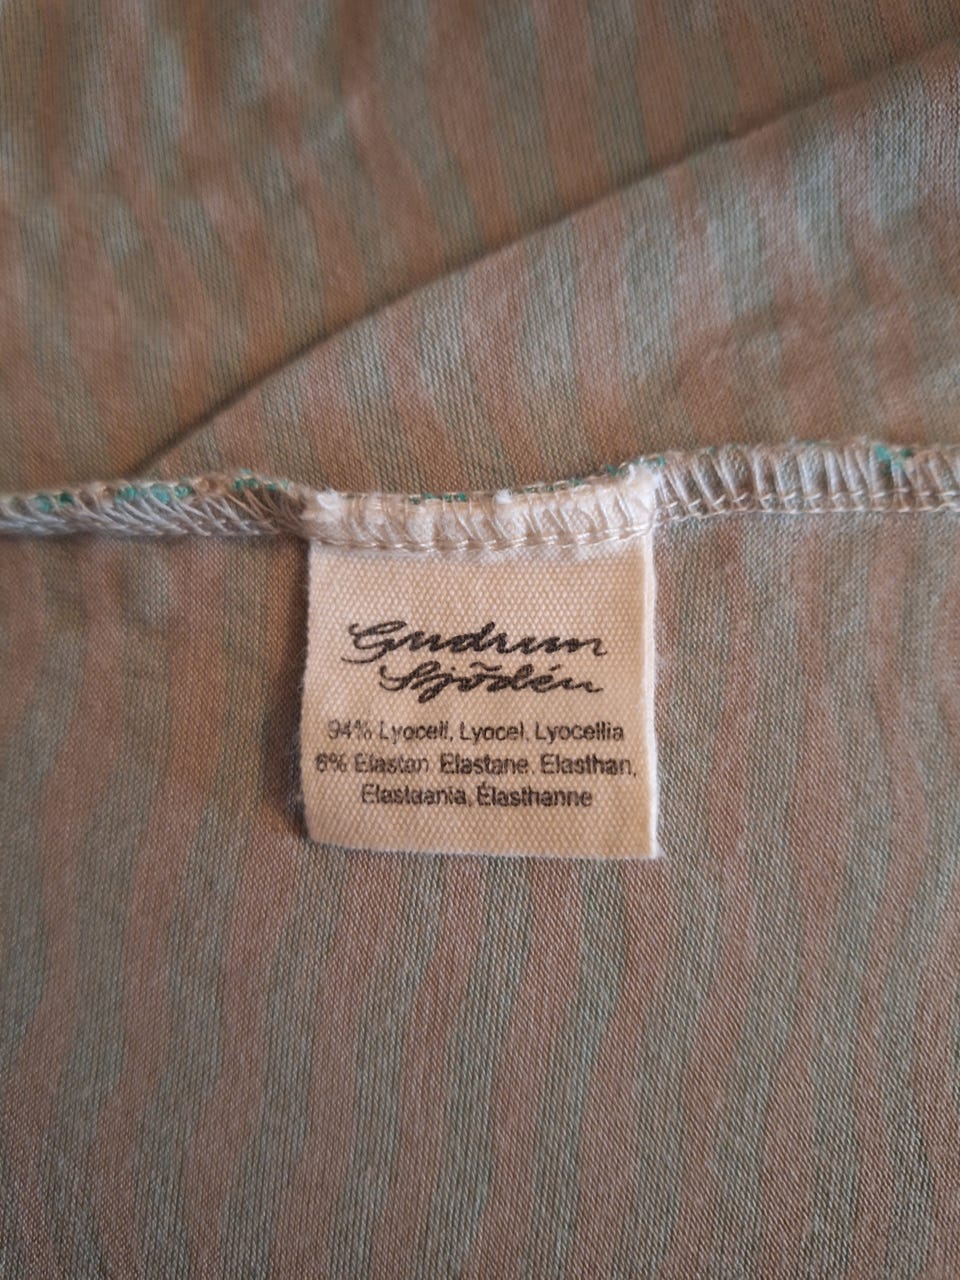 Gudrun
Sjödén
94% Lyocell, Lyocel, Lyocellia
6% Elastan Elastane, Elasthan,
Elastaania, Élasthanne